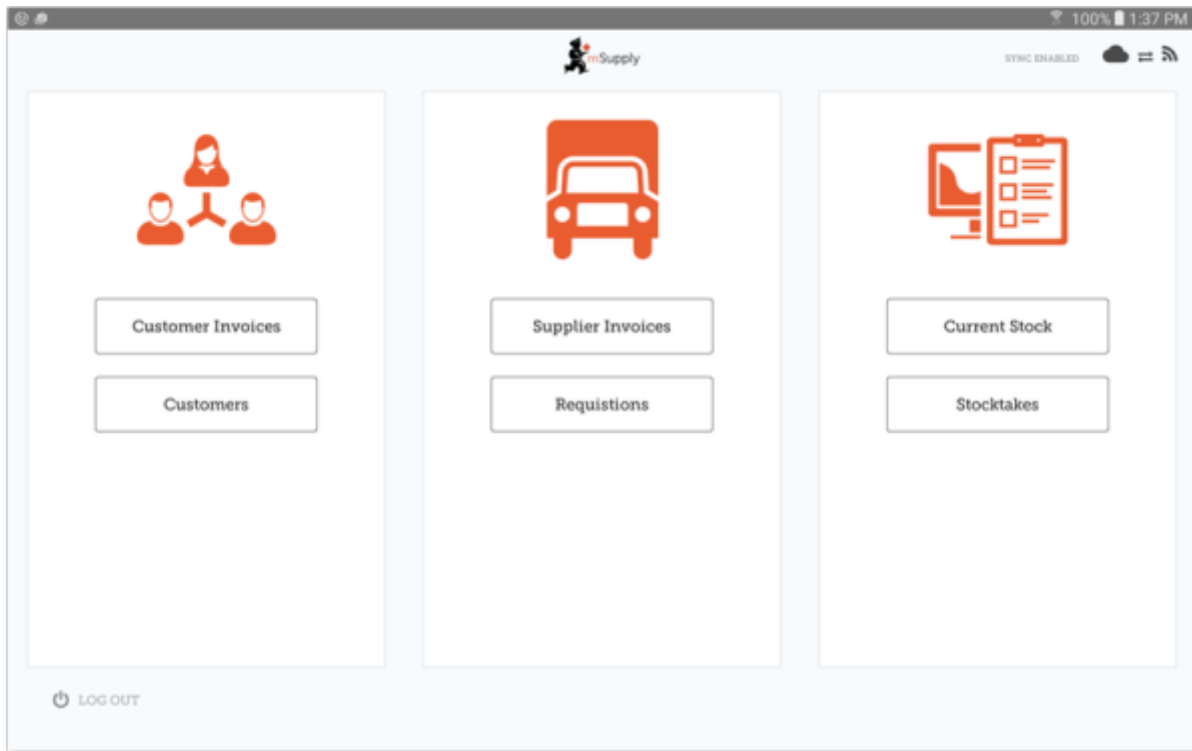 100% 1:37 PM
mSupply
SYNC ENABLED
Customer Invoices
Supplier Invoices
Current Stock
Customers
Requistions
Stocktakes
LOG OUT